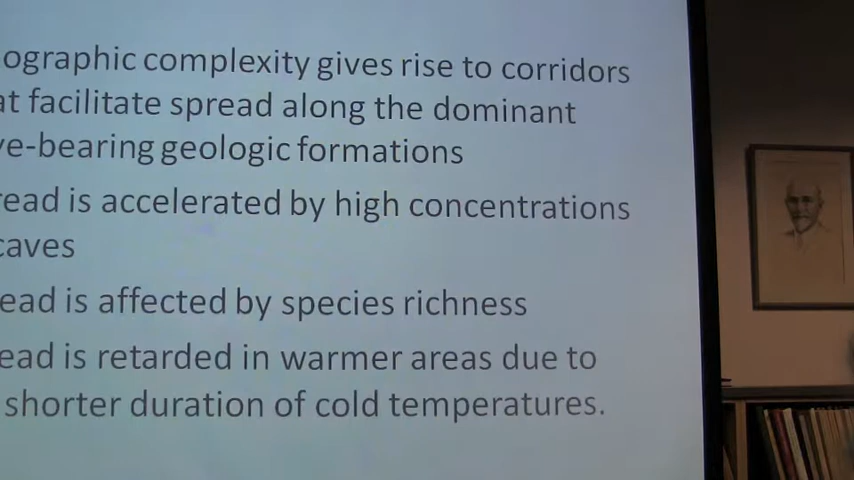 ographic complexity gives rise to corridors
at facilitate spread along the dominant
ve-bearing geologic formations
read is accelerated by high concentrations
caves
ead is affected by species richness
ead is retarded in warmer areas due to
shorter duration of cold temperatures.